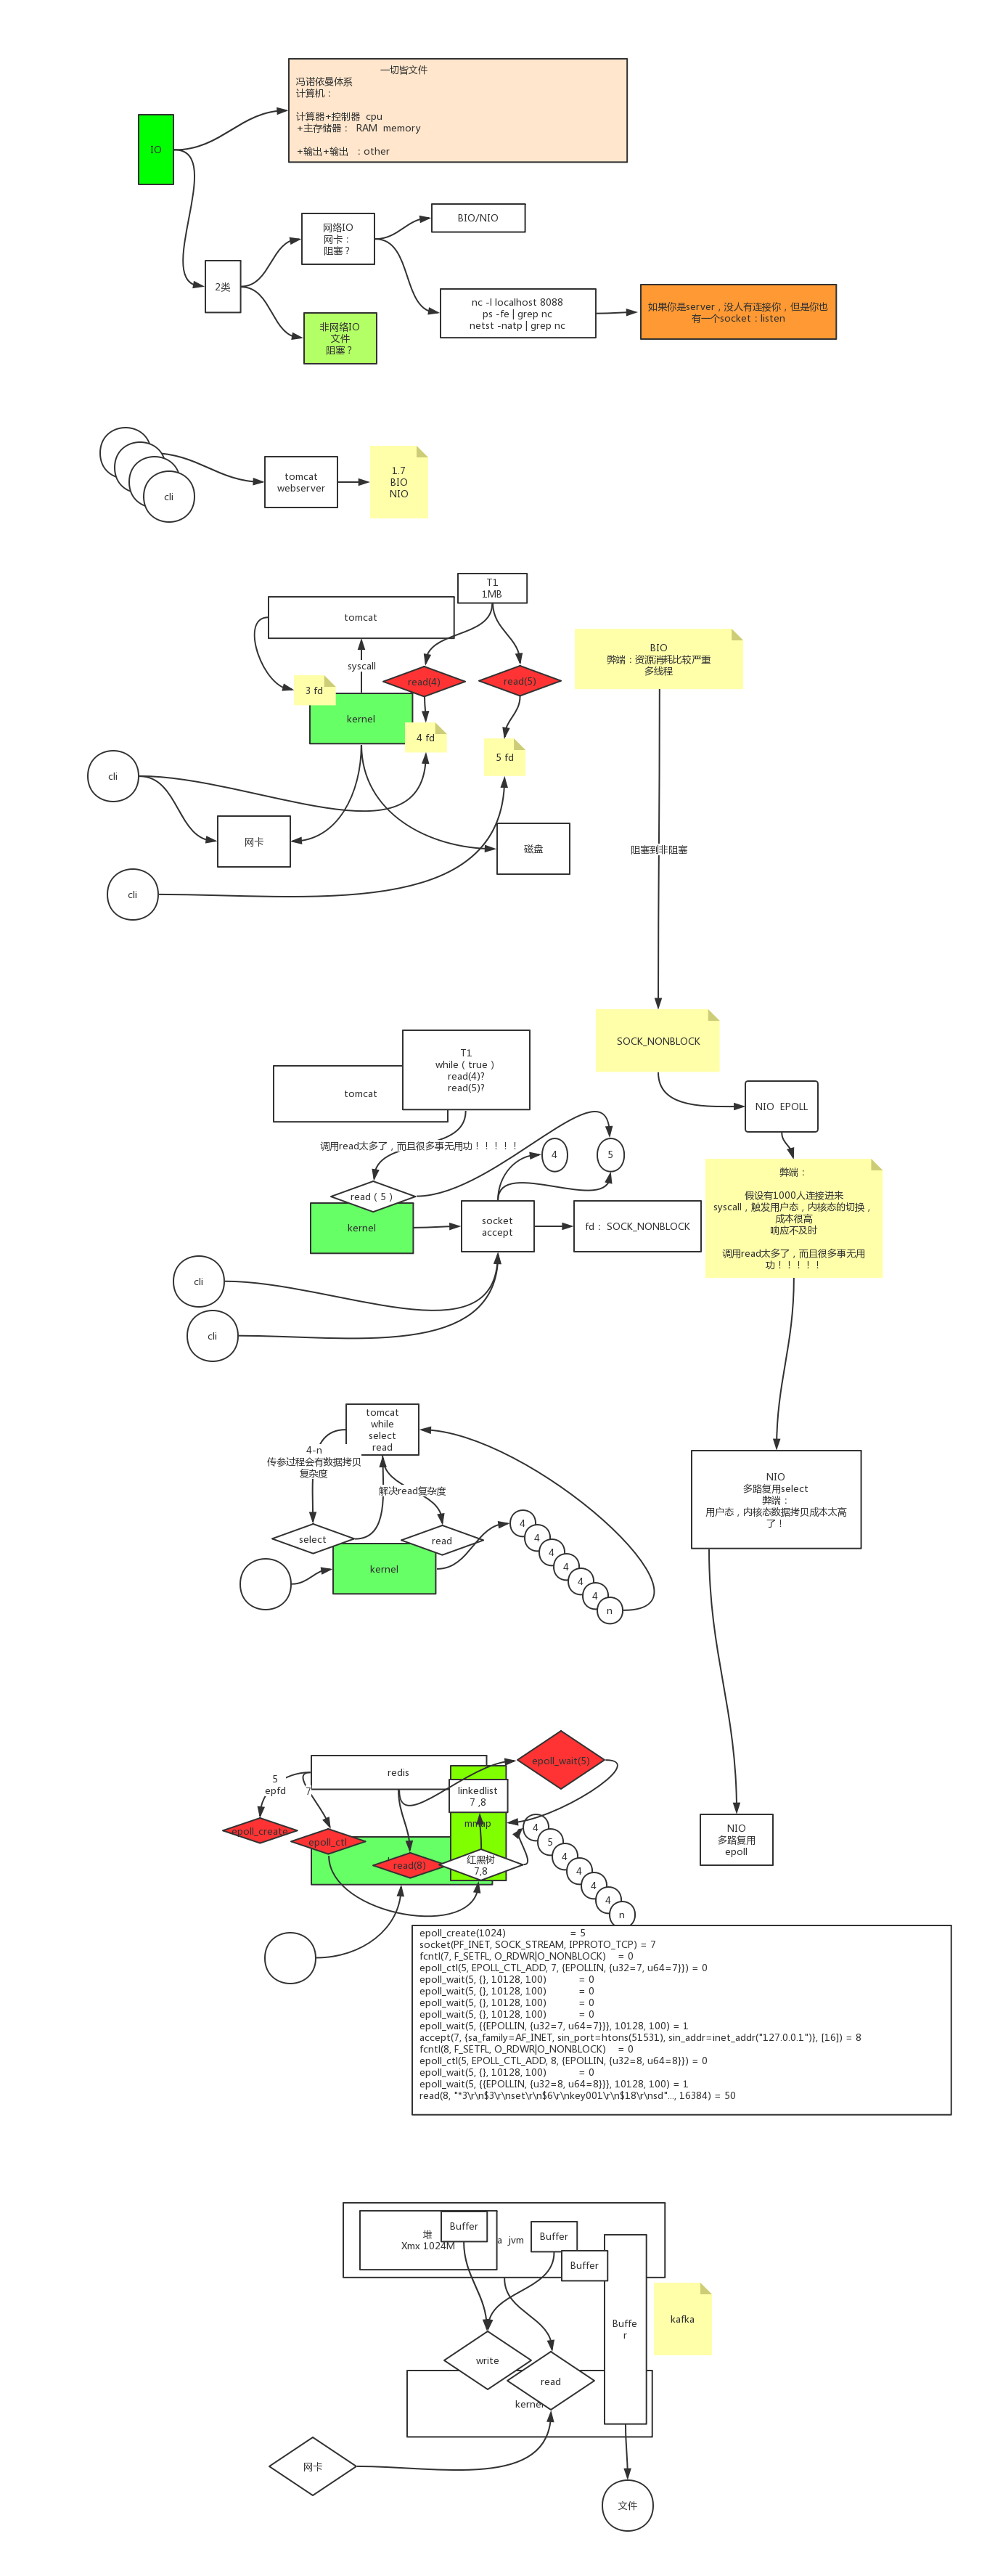 一切皆文件
冯诺依曼体系
计算机：
计算器+控制器 cpu
+主存储器： RAM memory
+输出+输出 ：other
IO
2类
网络IO
网卡：
阻塞？
BIO/NIO
非网络IO
文件
阻塞？
nc -l localhost 8088
ps -fe | grep nc
netst -natp | grep nc
如果你是server，没人有连接你，但是你也
有一个socket：listen
cli
tomcat
webserver
1.7
BIO
NIO
T1
1MB
tomcat
syscall
read(4)
read(5)
3 fd
kernel
4 fd
5 fd
cli
网卡
磁盘
cli
BIO
弊端：资源消耗比较严重
多线程
阻塞到非阻塞
SOCK_NONBLOCK
NIO EPOLL
T1
while（true）
read(4)?
read(5)?
tomcat
调用read太多了，而且很多事无用功！！！！！
4
5
read（5）
kernel
socket
accept
fd： SOCK_NONBLOCK
cli
cli
弊端：
假设有1000人连接进来
syscall，触发用户态，内核态的切换，
成本很高
响应不及时
调用read太多了，而且很多事无用
功！！！！！
tomcat
while
select
read
4-n
传参过程会有数据拷贝
复杂度
解决read复杂度
select
read
kernel
4
4
4
4
4
4
n
NIO
多路复用select
弊端：
用户态，内核态数据拷贝成本太高
了！
redis
epoll_wait(5)
5
epfd
7
linkedlist
7 ,8
mmap
epoll_create
epoll_ctl
read(8)
红黑树
7,8
4
5
4
4
4
4
n
NIO
多路复用
epoll
epoll_create(1024) = 5
socket(PF_INET, SOCK_STREAM, IPPROTO_TCP) = 7
fcntl(7, F_SETFL, O_RDWR|O_NONBLOCK) = 0
epoll_ctl(5, EPOLL_CTL_ADD, 7, {EPOLLIN, {u32=7, u64=7}}) = 0
epoll_wait(5, {}, 10128, 100) = 0
epoll_wait(5, {}, 10128, 100) = 0
epoll_wait(5, {}, 10128, 100) = 0
epoll_wait(5, {}, 10128, 100) = 0
epoll_wait(5, {{EPOLLIN, {u32=7, u64=7}}}, 10128, 100) = 1
accept(7, {sa_family=AF_INET, sin_port=htons(51531), sin_addr=inet_addr("127.0.0.1")}, [16]) = 8
fcntl(8, F_SETFL, O_RDWR|O_NONBLOCK) = 0
epoll_ctl(5, EPOLL_CTL_ADD, 8, {EPOLLIN, {u32=8, u64=8}}) = 0
epoll_wait(5, {}, 10128, 100) = 0
epoll_wait(5, {{EPOLLIN, {u32=8, u64=8}}}, 10128, 100) = 1
read(8, "*3\r\n$3\r\nset\r\n$6\r\nkey001\r\n$18\r\nsd"..., 16384) = 50
堆
Xmx 1024M
Buffer
a jvm
Buffer
Buffer
Buffe
r
kafka
write
read
kernel
网卡
文件